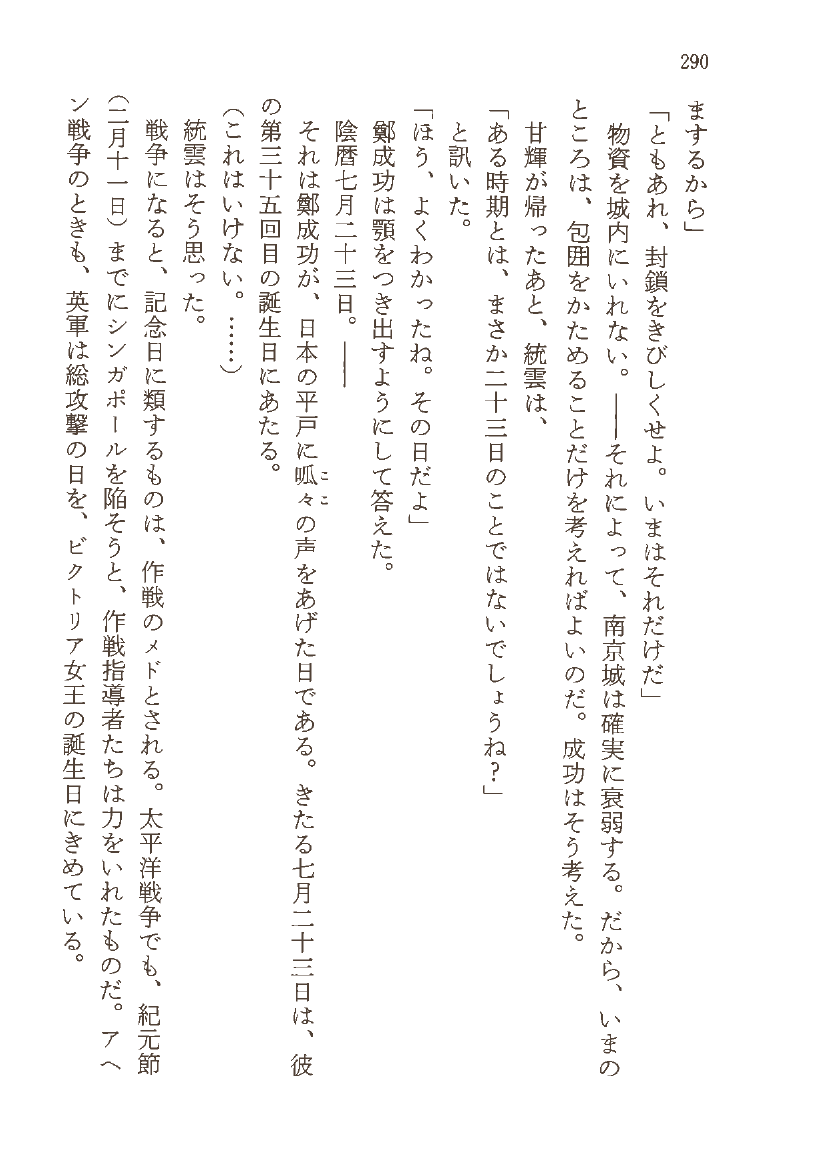 290
まするから」
「ともあれ、封鎖をきびしくせよ。いまはそれだけだ」
物資を城内にいれない。――それによって、南京城は確実に衰弱する。だから、いまの
ところは、包囲をかためることだけを考えればよいのだ。成功はそう考えた。
甘輝が帰ったあと、統雲は、
「ある時期とは、まさか二十三日のことではないでしょうね?」
と訊いた。
「ほう、よくわかったね。その日だよ」
鄭成功は顎をつき出すようにして答えた。
陰暦七月二十三日。――
それは鄭成功が、日本の平戸に呱々の声をあげた日である。きたる七月二十三日は、彼
ここ
の第三十五回目の誕生日にあたる。
(これはいけない。……)
統雲はそう思った。
戦争になると、記念日に類するものは、作戦のメドとされる。太平洋戦争でも、紀元節
(二月十一日)までにシンガポールを陥そうと、作戦指導者たちは力をいれたものだ。アヘ
ン戦争のときも、英軍は総攻撃の日を、ビクトリア女王の誕生日にきめている。